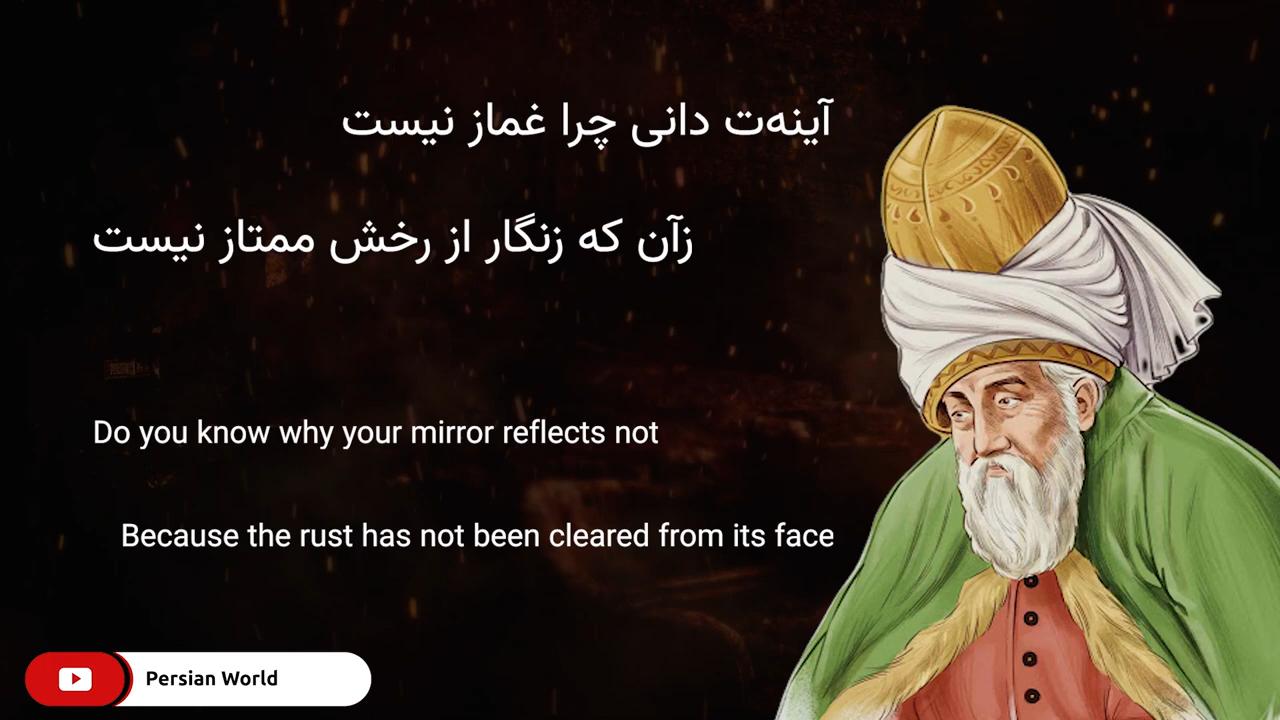 آینه‌ت دانی چرا غماز نیست
زآن که زنگار از رخش ممتاز نیست
Do you know why your mirror reflects not
Because the rust has not been cleared from its face
Persian World